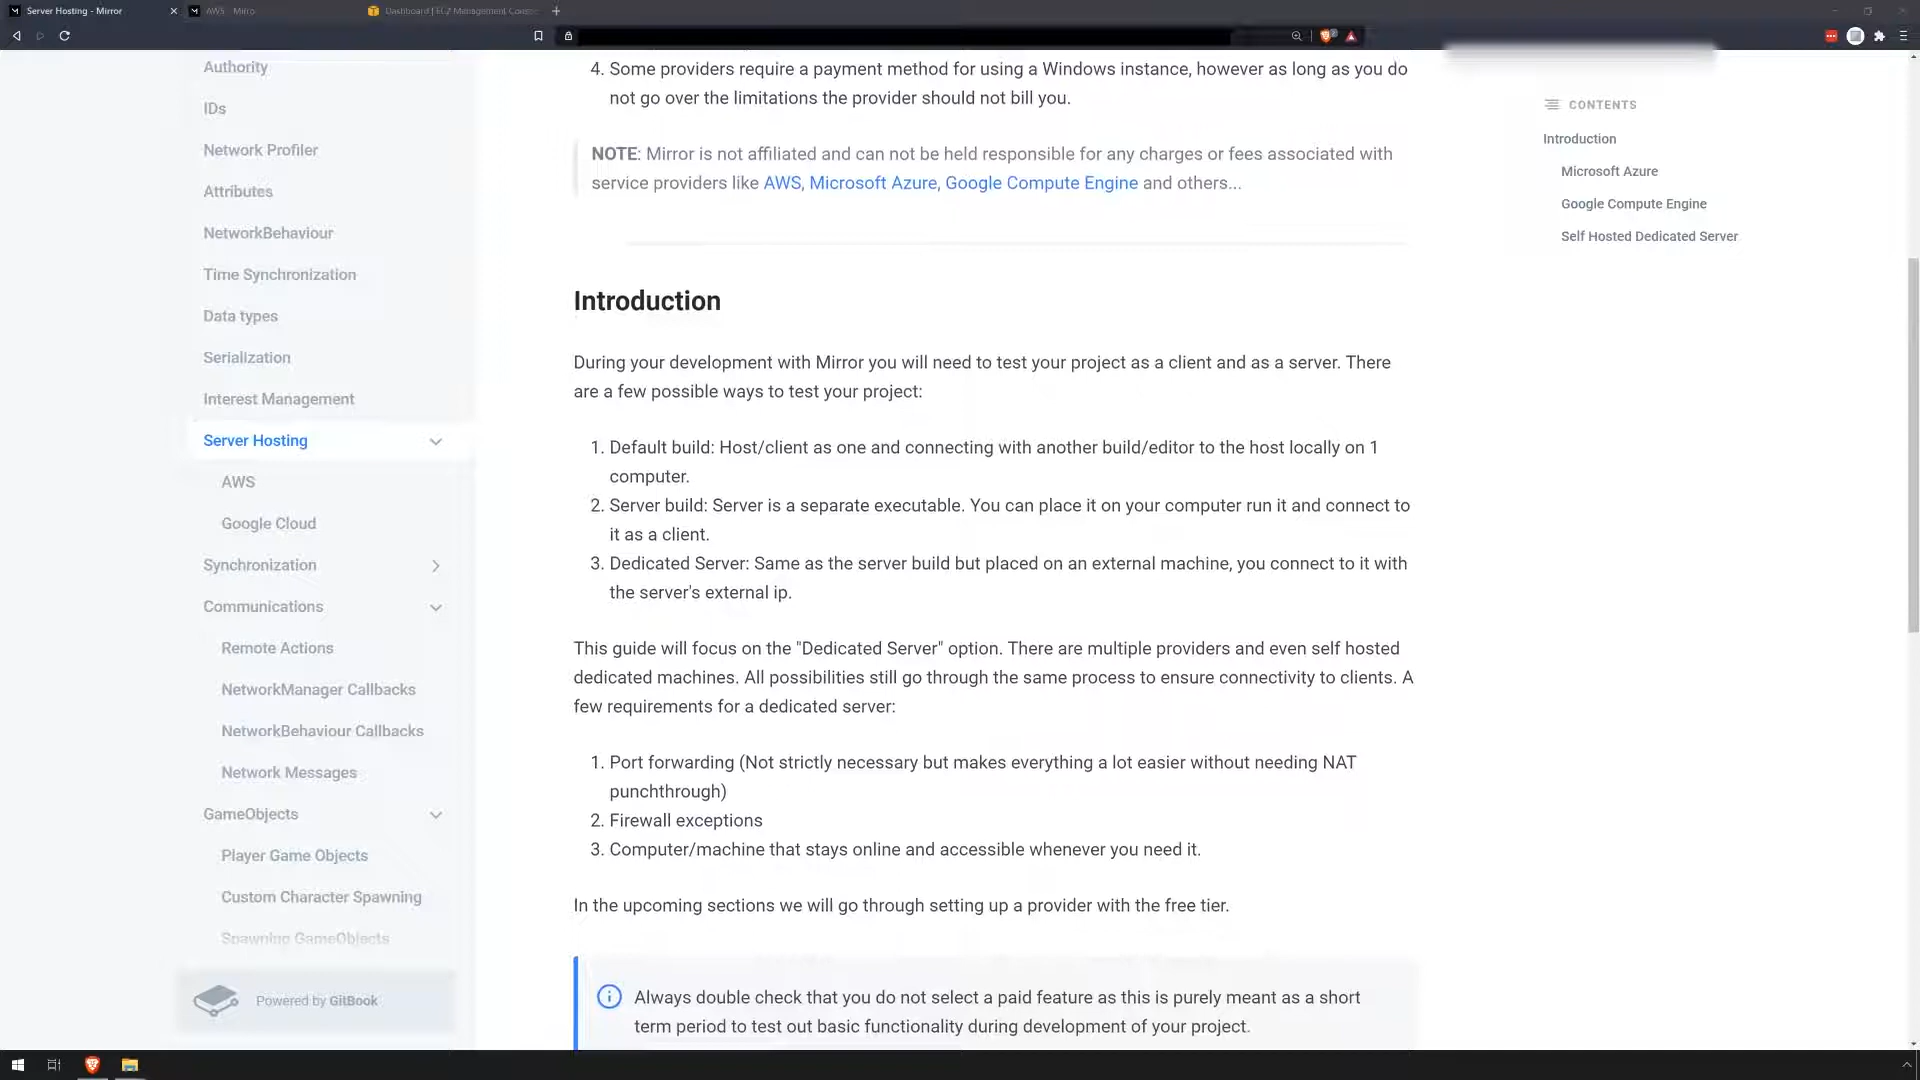 Server Hosting - Mirror
AWS - Mirror
Dashboard | EC2 Management Conso
Authority
IDs
Network Profiler
Attributes
NetworkBehaviour
Time Synchronization
Data types
Serialization
Interest Management
Server Hosting
AWS
Google Cloud
Synchronization
Communications
Remote Actions
NetworkManager Callbacks
NetworkBehaviour Callbacks
Network Messages
GameObjects
Player Game Objects
Custom Character Spawning
Spawning GameObjects
Powered by GitBook
4. Some providers require a payment method for using a Windows instance, however as long as you do
not go over the limitations the provider should not bill you.
NOTE: Mirror is not affiliated and can not be held responsible for any charges or fees associated with
service providers like AWS, Microsoft Azure, Google Compute Engine and others...
Introduction
During your development with Mirror you will need to test your project as a client and as a server. There
are a few possible ways to test your project:
1. Default build: Host/client as one and connecting with another build/editor to the host locally on 1
computer.
2. Server build: Server is a separate executable. You can place it on your computer run it and connect to
it as a client.
3. Dedicated Server: Same as the server build but placed on an external machine, you connect to it with
the server's external ip.
This guide will focus on the "Dedicated Server" option. There are multiple providers and even self hosted
dedicated machines. All possibilities still go through the same process to ensure connectivity to clients. A
few requirements for a dedicated server:
1. Port forwarding (Not strictly necessary but makes everything a lot easier without needing NAT
punchthrough)
2. Firewall exceptions
3. Computer/machine that stays online and accessible whenever you need it.
In the upcoming sections we will go through setting up a provider with the free tier.
Always double check that you do not select a paid feature as this is purely meant as a short
term period to test out basic functionality during development of your project.
CONTENTS
Introduction
Microsoft Azure
Google Compute Engine
Self Hosted Dedicated Server